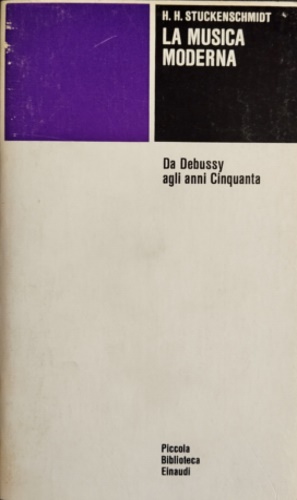 H. H. STUCKENSCHMIDT
LA MUSICA
MODERNA
Da Debussy
agli anni Cinquanta
Piccola
Biblioteca
Einaudi